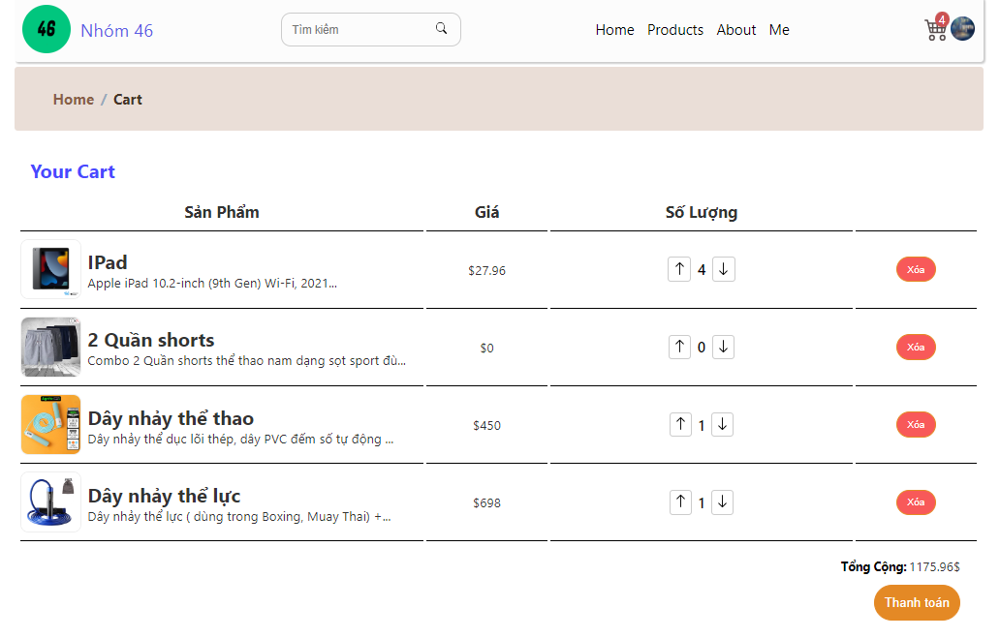 46 Nhóm 46 Tìm kiếm Home Products About Me 4
Home / Cart
Your Cart
Sản Phẩm Giá Số Lượng
IPad
Apple iPad 10.2-inch (9th Gen) Wi-Fi, 2021...
$27.96 ↑ 4 ↓ Xóa
2 Quần shorts
Combo 2 Quần shorts thể thao nam dạng sọt sport đù...
$0 ↑ 0 ↓ Xóa
Dây nhảy thể thao
Dây nhảy thể dục lõi thép, dây PVC đếm số tự động ...
$450 ↑ 1 ↓ Xóa
Dây nhảy thể lực
Dây nhảy thể lực ( dùng trong Boxing, Muay Thai) +...
$698 ↑ 1 ↓ Xóa
Tổng Cộng: 1175.96$
Thanh toán